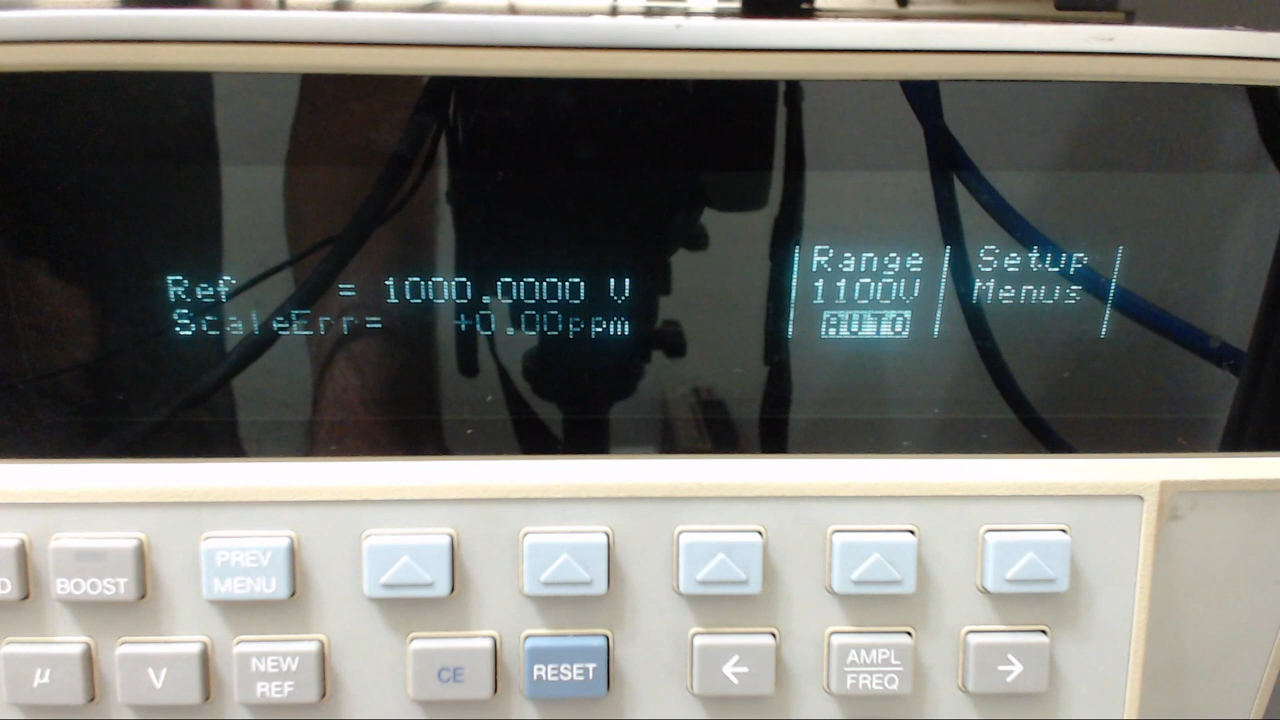 Ref = 1000.0000 V
ScaleErr= +0.00ppm
Range
1100V
AUTO
Setup
Menus
BOOST
PREV
MENU
µ
V
NEW
REF
CE
RESET
←
AMPL
FREQ
→